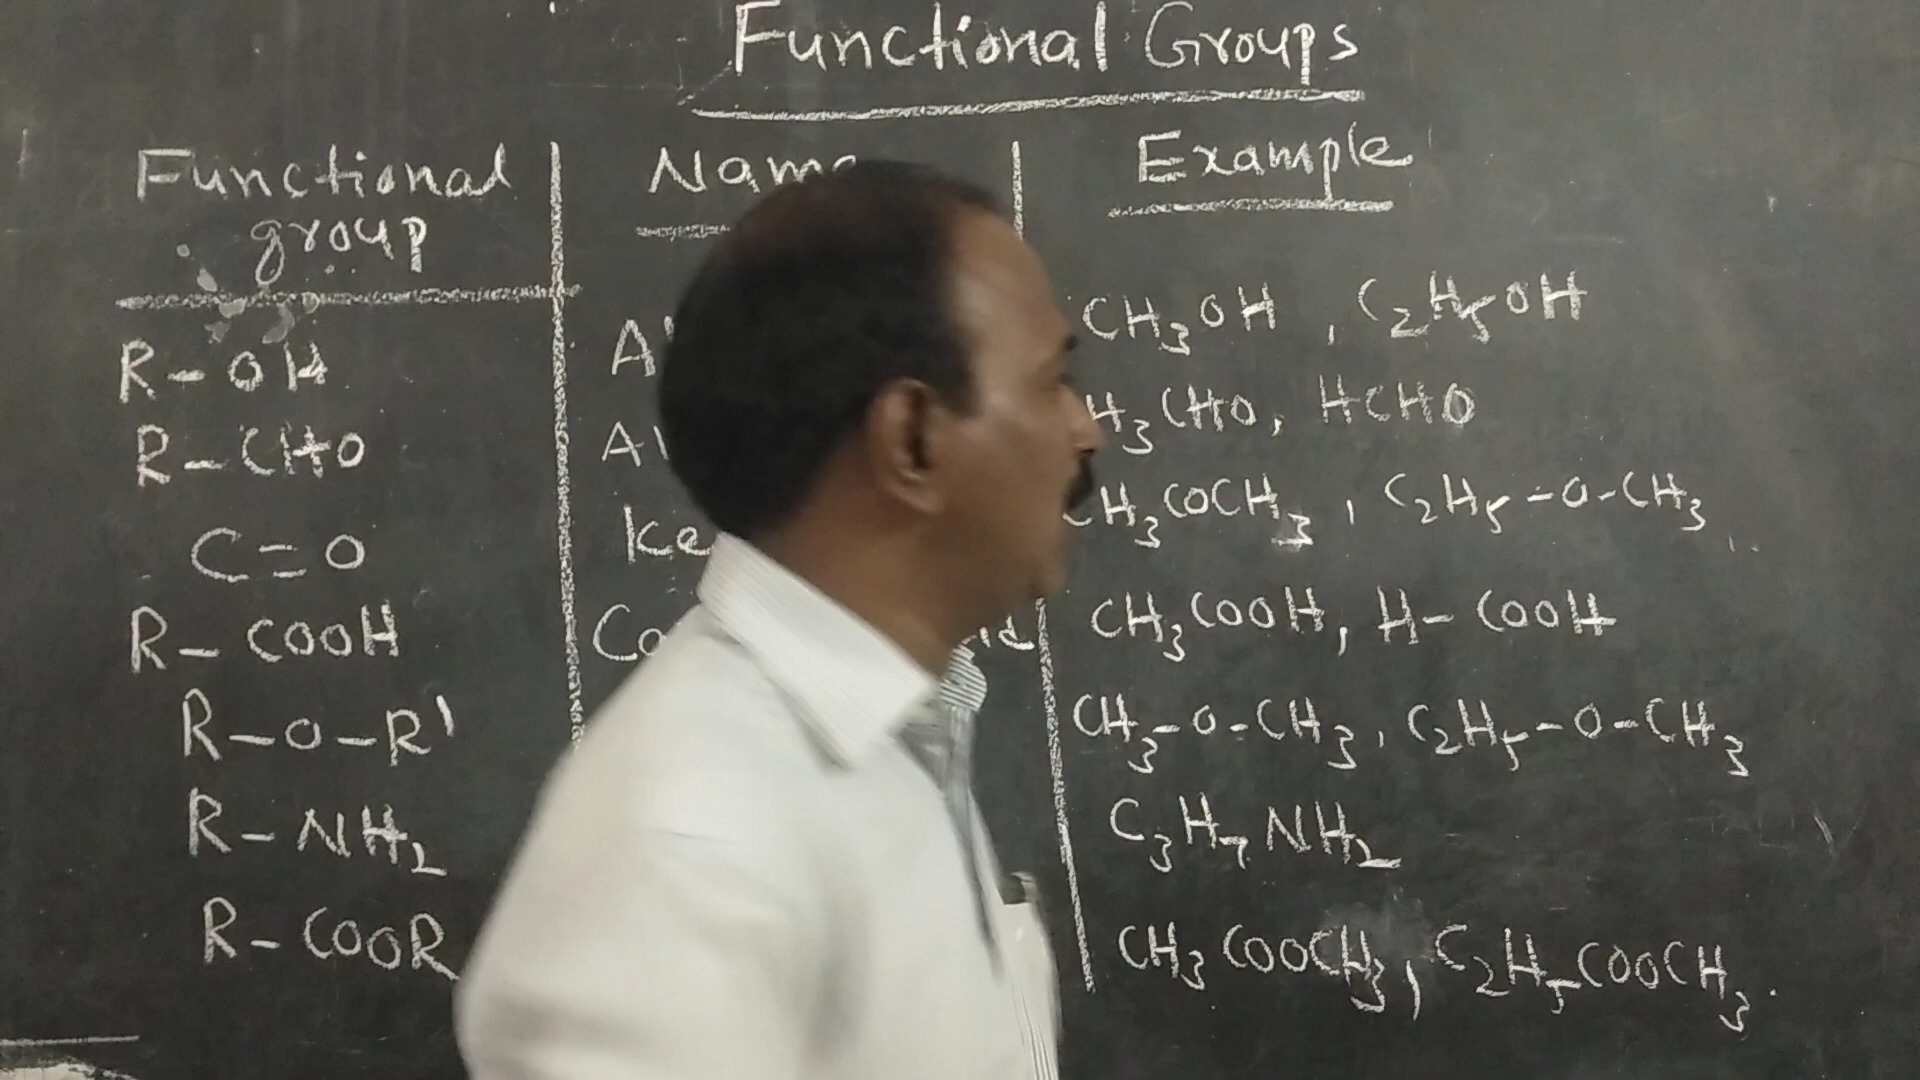 Functional Groups
Functional group | Name | Example
R-OH | CH₃OH, C₂H₅OH
R-CHO | H₃CHO, HCHO
C=O | CH₃COCH₃, C₂H₅-O-CH₃
R-COOH | CH₃COOH, H-COOH
R-O-R' | CH₃-O-CH₃, C₂H₅-O-CH₃
R-NH₂ | C₃H₇NH₂
R-COOR | CH₃COOCH₃, C₂H₅COOCH₃.